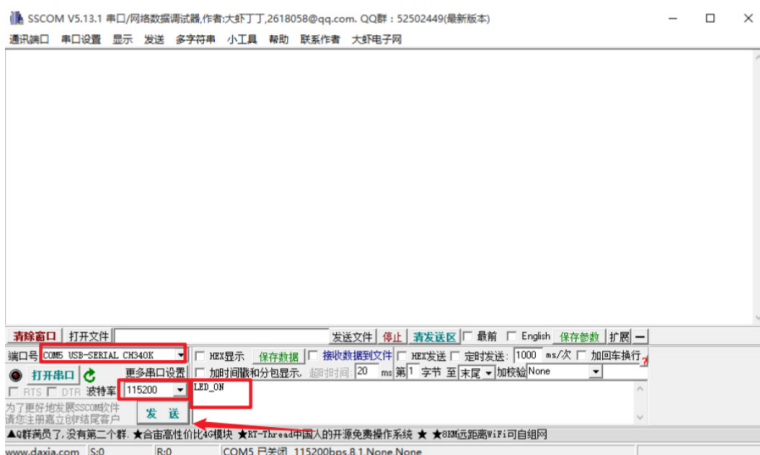 SSCOM V5.13.1 串口/网络数据调试器,作者:大虾丁丁,2618058@qq.com. QQ群：52502449(最新版本)
通讯端口 串口设置 显示 发送 多字符串 小工具 帮助 联系作者 大虾电子网
清除窗口 打开文件 发送文件 停止 清发送区 最前 English 保存参数 扩展 —
端口号 COM5 USB-SERIAL CH340K HEX显示 保存数据 接收数据到文件 HEX发送 定时发送: 1000 ms/次 加回车换行
打开串口 更多串口设置 加时间戳和分包显示. 超时时间: 20 ms 第1 字节 至 末尾 加校验 None
RTS DTR 波特率: 115200 LED_ON
为了更好地发展SSCOM软件
请您注册嘉立创F结尾客户 发 送
▲Q群满员了,没有第二个群. ★合宙高性价比4G模块 ★RT-Thread中国人的开源免费操作系统 ★ ★8KM远距离WiFi可自组网
www.daxia.com S:0 R:0 COM5 已关闭 115200bps,8,1,None,None